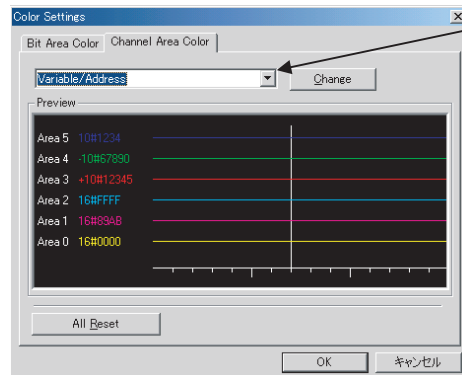 Color Settings
Bit Area Color Channel Area Color
Variable/Address Change
Preview
Area 5 10#1234
Area 4 -10#67890
Area 3 +10#12345
Area 2 16#FFFF
Area 1 16#89AB
Area 0 16#0000
All Reset
OK キャンセル